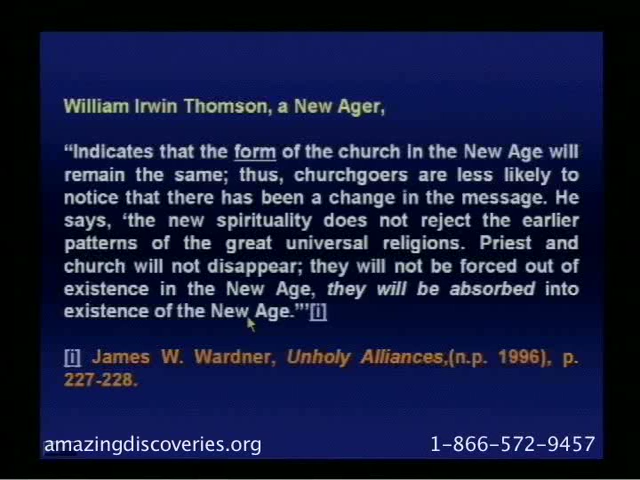 William Irwin Thomson, a New Ager,
“Indicates that the form of the church in the New Age will
remain the same; thus, churchgoers are less likely to
notice that there has been a change in the message. He
says, ‘the new spirituality does not reject the earlier
patterns of the great universal religions. Priest and
church will not disappear; they will not be forced out of
existence in the New Age, they will be absorbed into
existence of the New Age.”’[i]
[i] James W. Wardner, Unholy Alliances,(n.p. 1996), p.
227-228.
amazingdiscoveries.org 1-866-572-9457